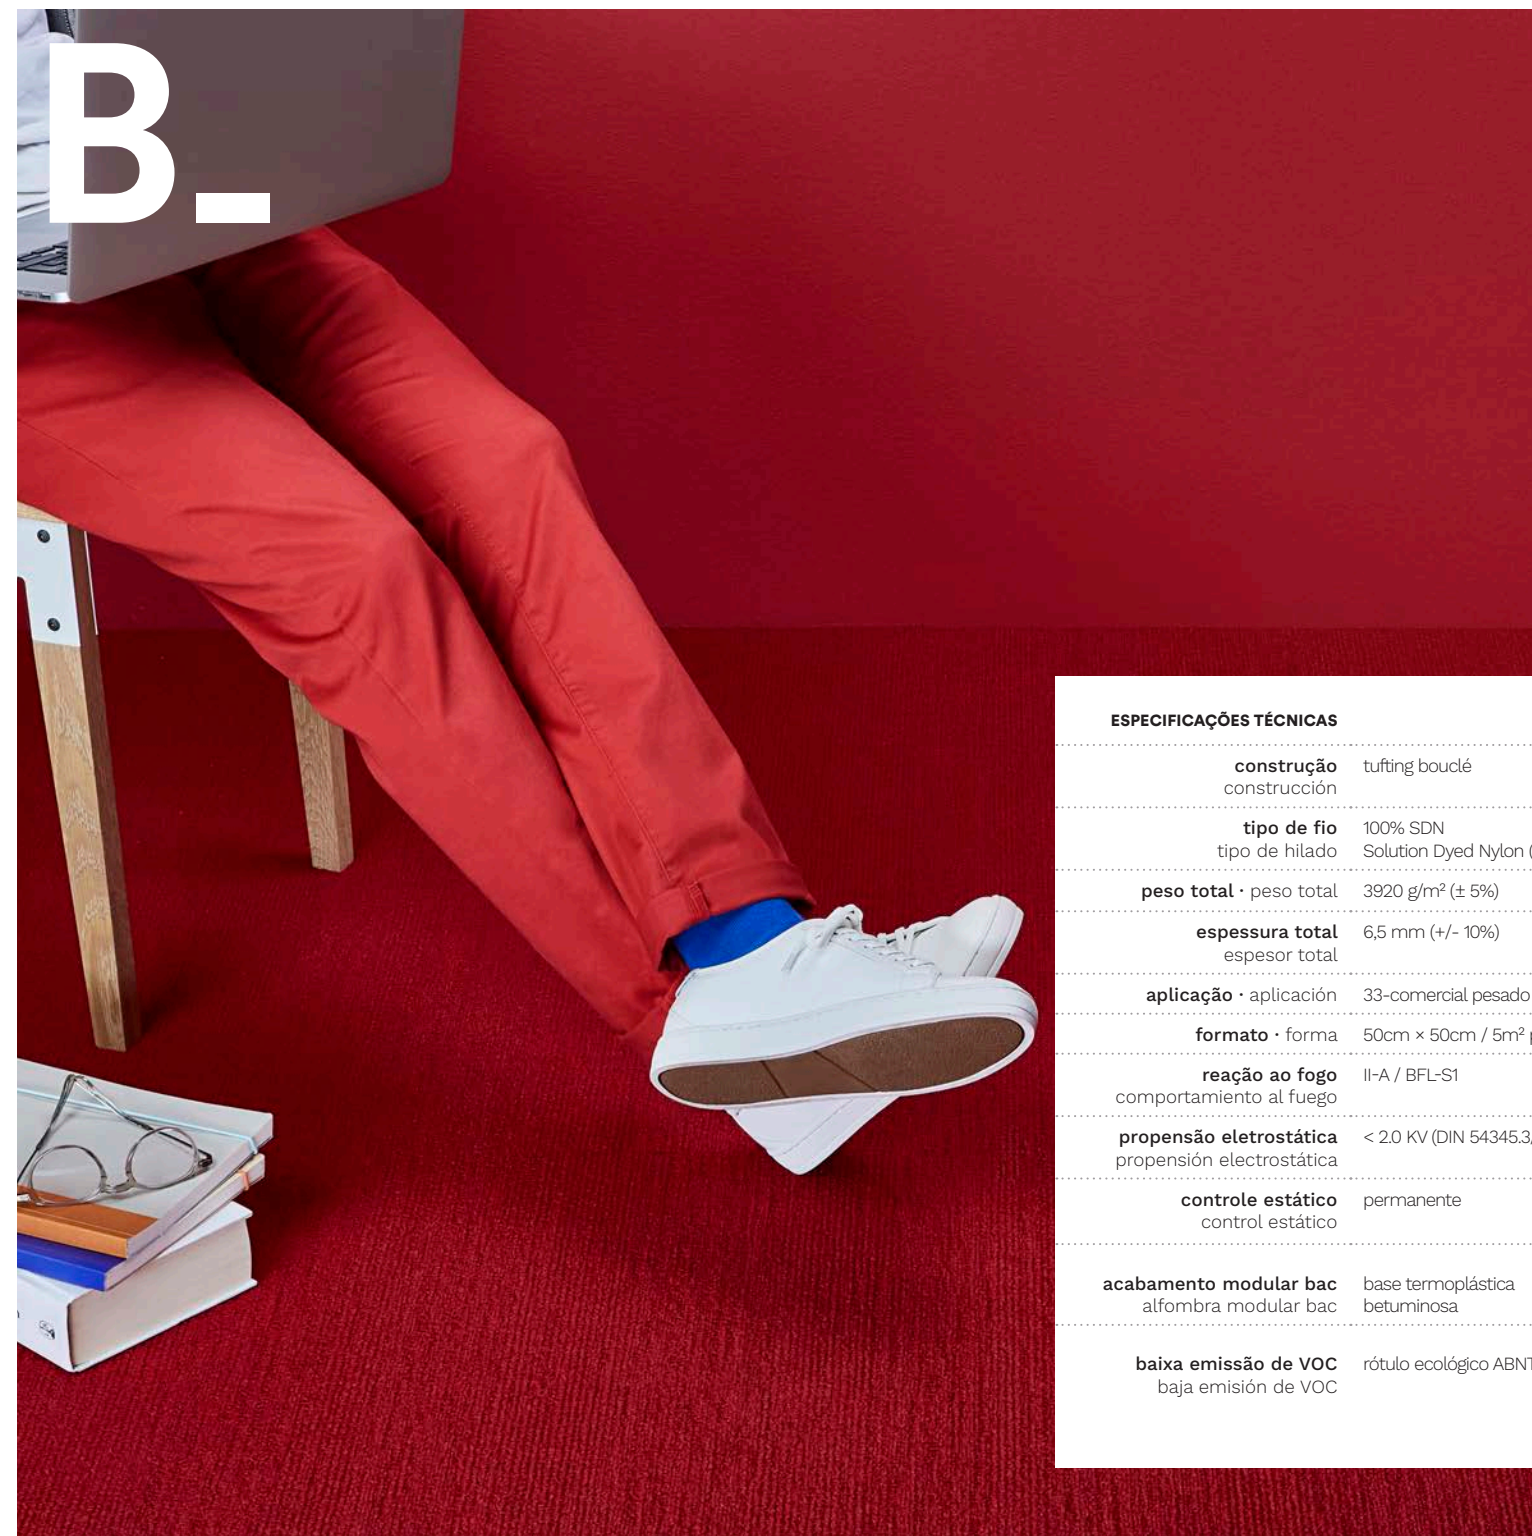 B_
ESPECIFICAÇÕES TÉCNICAS
construção tufting bouclé
construcción
tipo de fio 100% SDN
tipo de hilado Solution Dyed Nylon (
peso total · peso total 3920 g/m² (± 5%)
espessura total 6,5 mm (+/- 10%)
espesor total
aplicação · aplicación 33-comercial pesado
formato · forma 50cm × 50cm / 5m²
reação ao fogo II-A / BFL-S1
comportamiento al fuego
propensão eletrostática < 2.0 KV (DIN 54345.3,
propensión electrostática
controle estático permanente
control estático
acabamento modular bac base termoplástica
alfombra modular bac betuminosa
baixa emissão de VOC rótulo ecológico ABNT
baja emisión de VOC